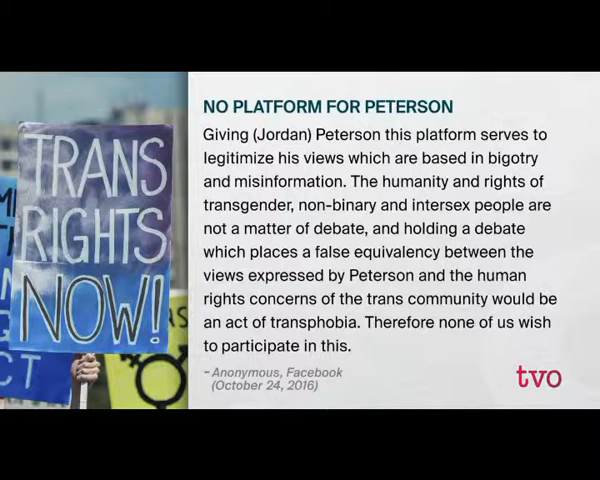 TRANS
RIGHTS
NOW!
CT
NO PLATFORM FOR PETERSON
Giving (Jordan) Peterson this platform serves to
legitimize his views which are based in bigotry
and misinformation. The humanity and rights of
transgender, non-binary and intersex people are
not a matter of debate, and holding a debate
which places a false equivalency between the
views expressed by Peterson and the human
rights concerns of the trans community would be
an act of transphobia. Therefore none of us wish
to participate in this.
– Anonymous, Facebook
(October 24, 2016)
tvo